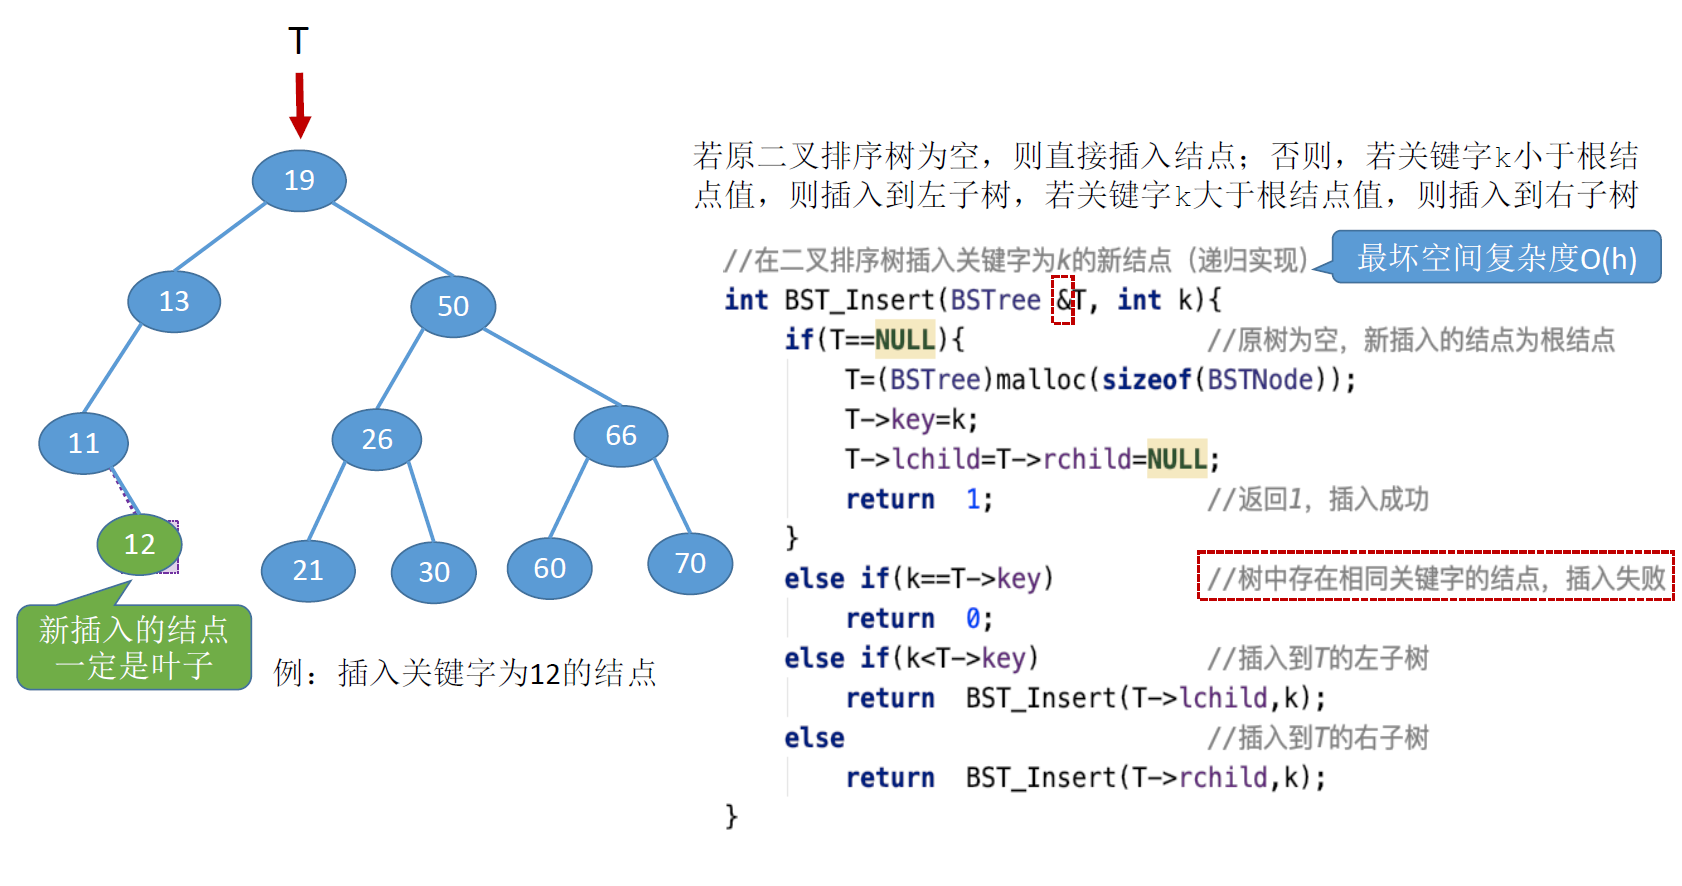 T
19
13
50
11
26
66
12
21
30
60
70
新插入的结点
一定是叶子
例：插入关键字为12的结点
若原二叉排序树为空，则直接插入结点；否则，若关键字k小于根结
点值，则插入到左子树，若关键字k大于根结点值，则插入到右子树
//在二叉排序树插入关键字为k的新结点（递归实现）
最坏空间复杂度O(h)
int BST_Insert(BSTree &T, int k){
if(T==NULL){ //原树为空，新插入的结点为根结点
T=(BSTree)malloc(sizeof(BSTNode));
T->key=k;
T->lchild=T->rchild=NULL;
return 1; //返回1，插入成功
}
else if(k==T->key) //树中存在相同关键字的结点，插入失败
return 0;
else if(k<T->key) //插入到T的左子树
return BST_Insert(T->lchild,k);
else //插入到T的右子树
return BST_Insert(T->rchild,k);
}